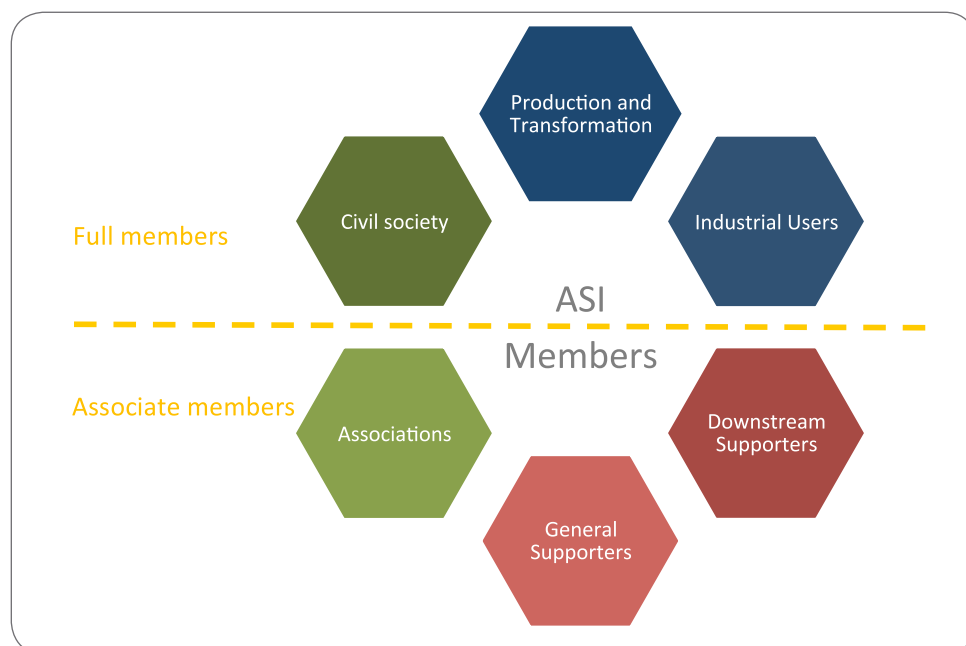 Production and
Transformation
Civil society
Industrial Users
Full members
ASI
Members
Associate members
Associations
Downstream
Supporters
General
Supporters